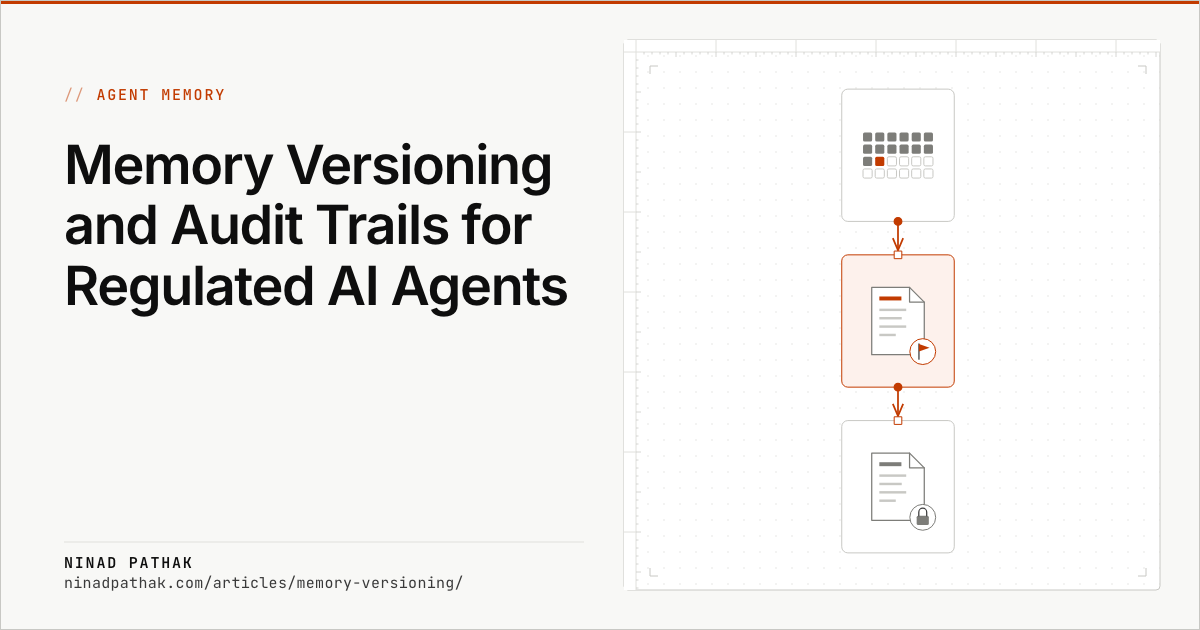 // AGENT MEMORY
Memory Versioning
and Audit Trails for
Regulated AI Agents
NINAD PATHAK
ninadpathak.com/articles/memory-versioning/